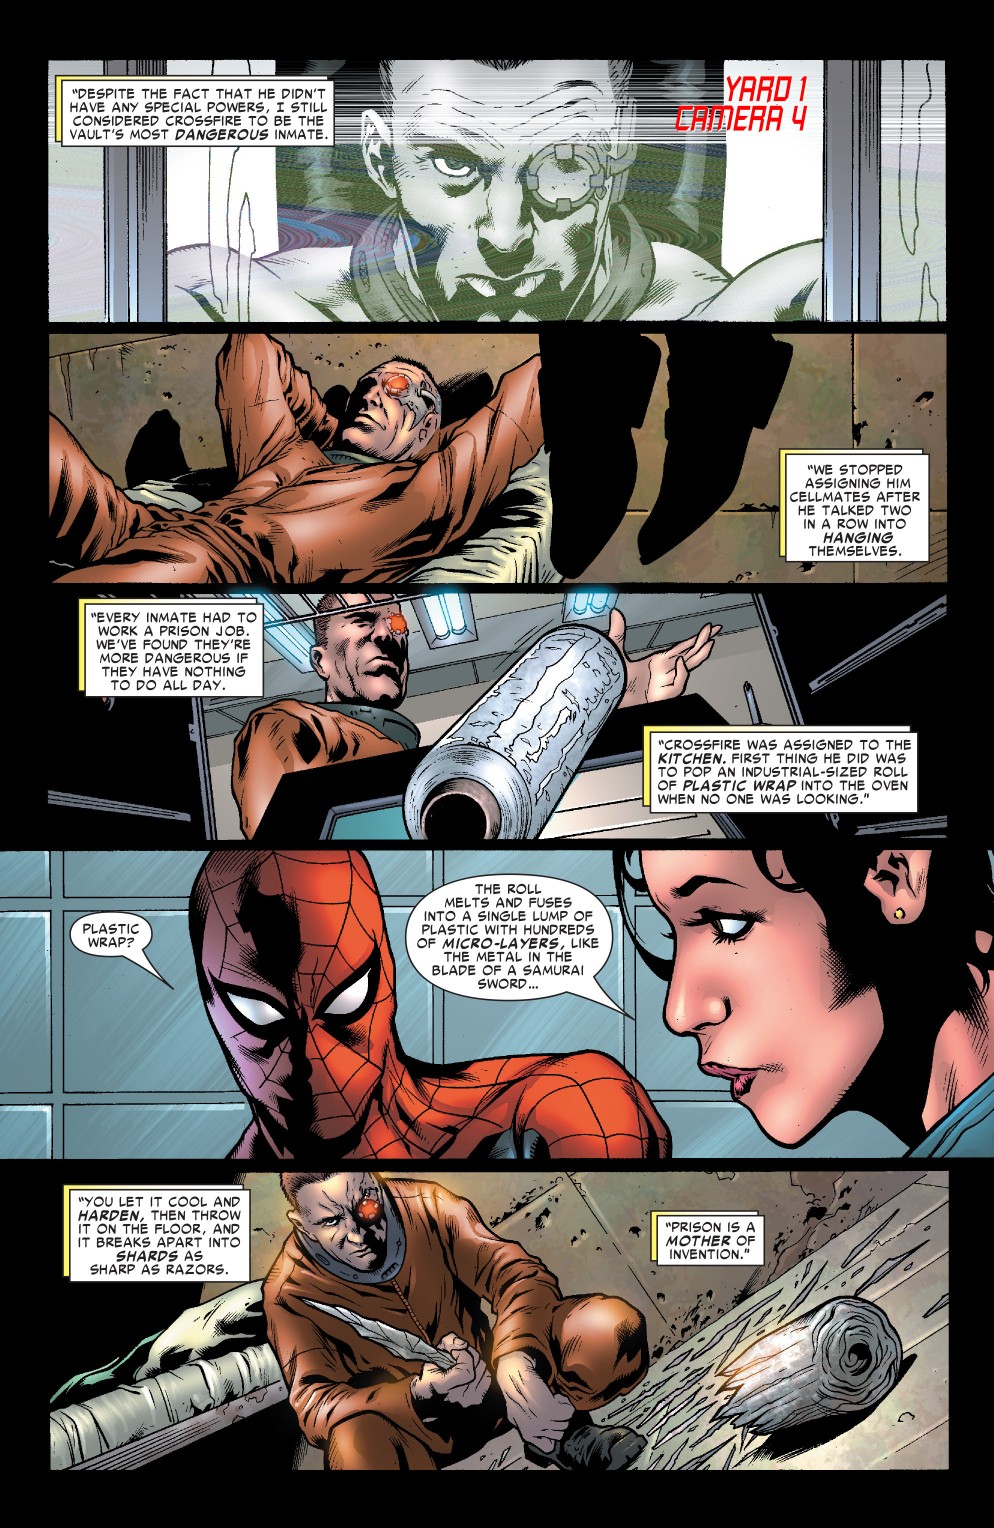 "DESPITE THE FACT THAT HE DIDN'T
HAVE ANY SPECIAL POWERS, I STILL
CONSIDERED CROSSFIRE TO BE THE
VAULT'S MOST DANGEROUS INMATE.
YARD 1
CAMERA 4
"WE STOPPED
ASSIGNING HIM
CELLMATES AFTER
HE TALKED TWO
IN A ROW INTO
HANGING
THEMSELVES.
"EVERY INMATE HAD TO
WORK A PRISON JOB.
WE'VE FOUND THEY'RE
MORE DANGEROUS IF
THEY HAVE NOTHING
TO DO ALL DAY.
"CROSSFIRE WAS ASSIGNED TO THE
KITCHEN. FIRST THING HE DID WAS
TO POP AN INDUSTRIAL-SIZED ROLL
OF PLASTIC WRAP INTO THE OVEN
WHEN NO ONE WAS LOOKING."
PLASTIC
WRAP?
THE ROLL
MELTS AND FUSES
INTO A SINGLE LUMP OF
PLASTIC WITH HUNDREDS
OF MICRO-LAYERS, LIKE
THE METAL IN THE
BLADE OF A SAMURAI
SWORD...
"YOU LET IT COOL AND
HARDEN, THEN THROW
IT ON THE FLOOR, AND
IT BREAKS APART INTO
SHARDS AS
SHARP AS RAZORS.
"PRISON IS A
MOTHER OF
INVENTION."